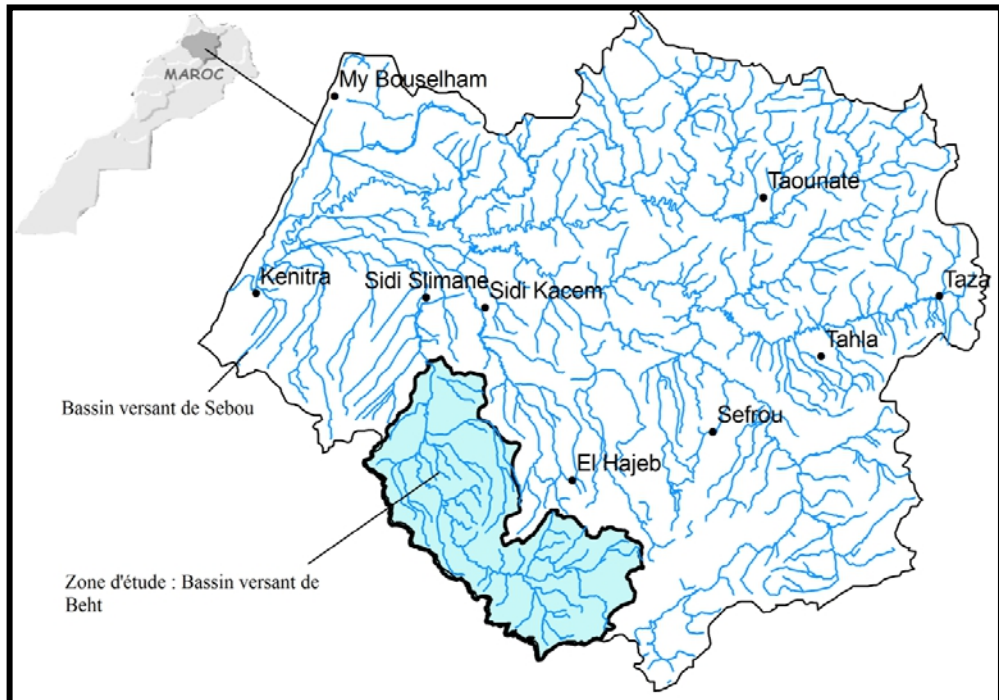 MAROC
My Bouselham
Taounate
Kenitra
Sidi Slimane
Sidi Kacem
Taza
Tahla
Bassin versant de Sebou
Sefrou
El Hajeb
Zone d'étude : Bassin versant de
Beht